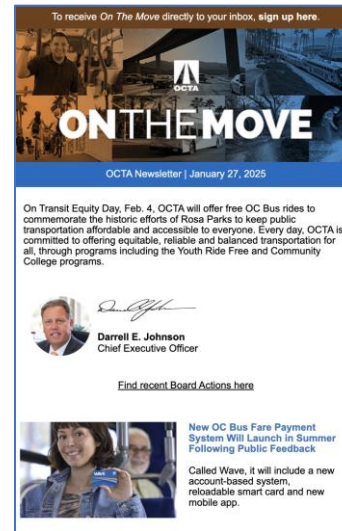 To receive On The Move directly to your inbox, sign up here.
OCTA
ONTHEMOVE
OCTA Newsletter | January 27, 2025
On Transit Equity Day, Feb. 4, OCTA will offer free OC Bus rides to
commemorate the historic efforts of Rosa Parks to keep public
transportation affordable and accessible to everyone. Every day, OCTA is
committed to offering equitable, reliable and balanced transportation for
all, through programs including the Youth Ride Free and Community
College programs.
Darrell E. Johnson
Chief Executive Officer
Find recent Board Actions here
New OC Bus Fare Payment
System Will Launch in Summer
Following Public Feedback
Called Wave, it will include a new
account-based system,
reloadable smart card and new
mobile app.